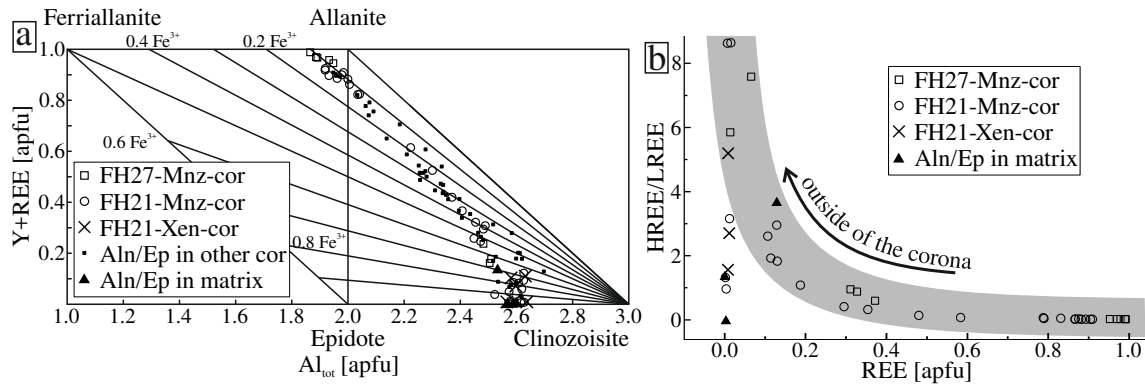 a
Ferriallanite
Allanite
0.4 Fe³⁺
0.2 Fe³⁺
0.6 Fe³⁺
0.8 Fe³⁺
1.0
0.8
0.6
0.4
0.2
Y+REE [apfu]
FH27-Mnz-cor
FH21-Mnz-cor
FH21-Xen-cor
Aln/Ep in other cor
Aln/Ep in matrix
1.0 1.2 1.4 1.6 1.8 2.0 2.2 2.4 2.6 2.8 3.0
Epidote
Clinozoisite
Al_tot [apfu]
b
8
6
4
2
0
HREE/LREE
FH27-Mnz-cor
FH21-Mnz-cor
FH21-Xen-cor
Aln/Ep in matrix
outside of the corona
0.0 0.2 0.4 0.6 0.8 1.0
REE [apfu]